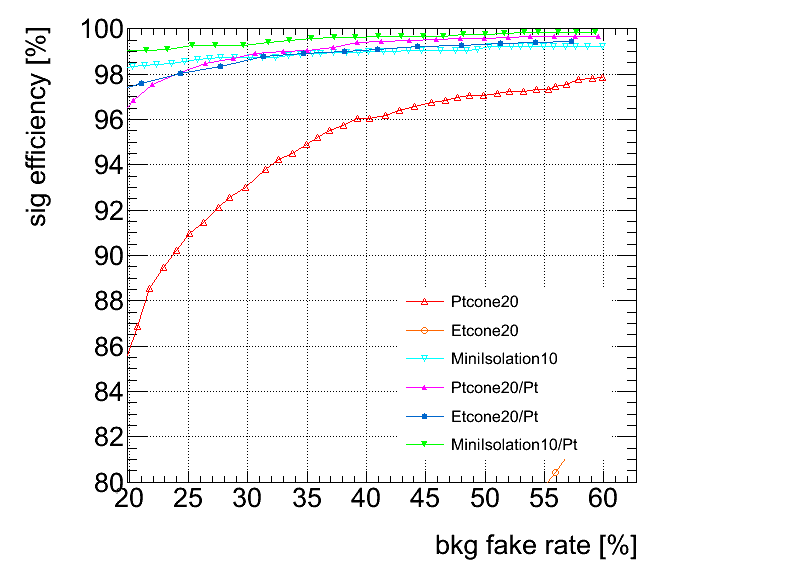 sig efficiency [%]
100
98
96
94
92
90
88
86
84
82
80
Ptcone20
Etcone20
MiniIsolation10
Ptcone20/Pt
Etcone20/Pt
MiniIsolation10/Pt
20 25 30 35 40 45 50 55 60
bkg fake rate [%]